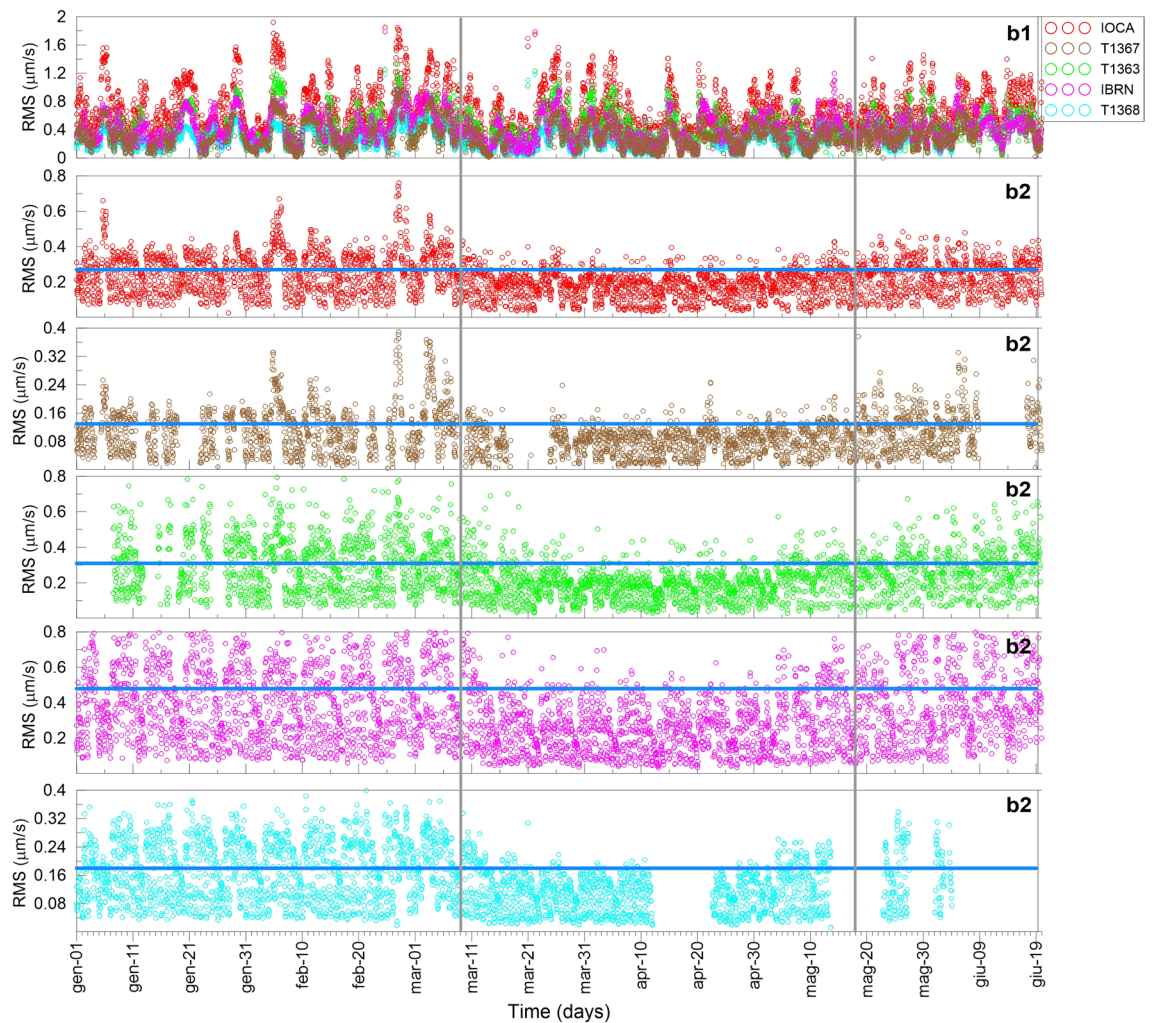 b1
IOCA
T1367
T1363
IBRN
T1368
RMS (µm/s)
2
1.6
1.2
0.8
0.4
0
b2
RMS (µm/s)
0.8
0.6
0.4
0.2
b2
RMS (µm/s)
0.4
0.32
0.24
0.16
0.08
b2
RMS (µm/s)
0.8
0.6
0.4
0.2
b2
RMS (µm/s)
0.8
0.6
0.4
0.2
b2
RMS (µm/s)
0.4
0.32
0.24
0.16
0.08
gen-01
gen-11
gen-21
gen-31
feb-10
feb-20
mar-01
mar-11
mar-21
mar-31
apr-10
apr-20
apr-30
mag-10
mag-20
mag-30
giu-09
giu-19
Time (days)